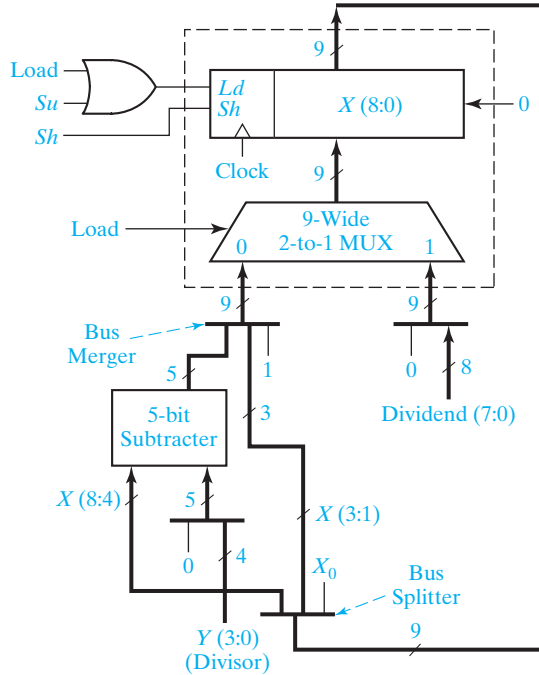 9
Load
Su
Sh
Ld
Sh
X (8:0)
0
Clock
9
Load
9-Wide
2-to-1 MUX
0
1
9
9
Bus
Merger
1
0
8
5
3
Dividend (7:0)
5-bit
Subtracter
X (8:4)
5
X (3:1)
0
4
X₀
Bus
Splitter
Y (3:0)
(Divisor)
9